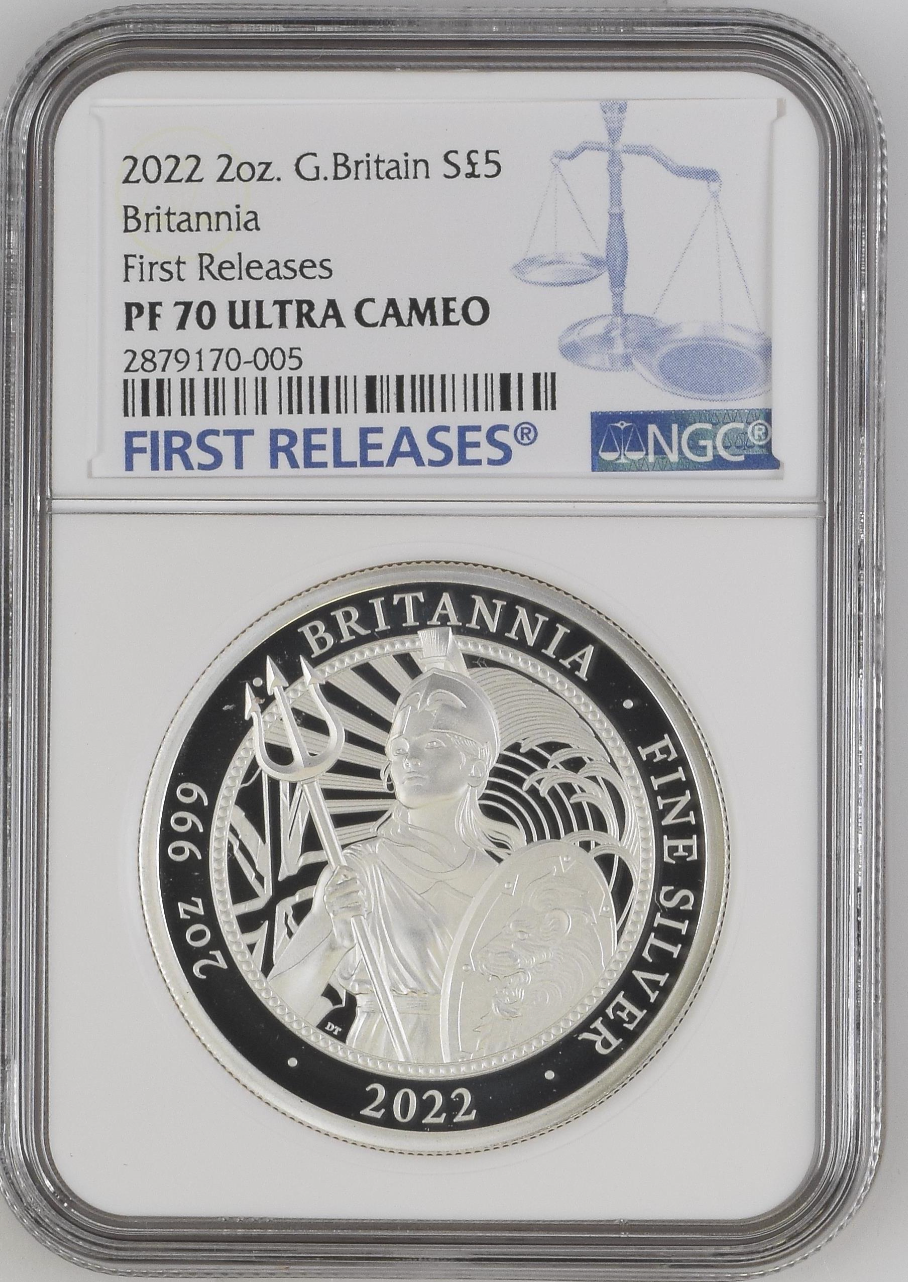 2022 2oz. G.Britain S£5
Britannia
First Releases
PF 70 ULTRA CAMEO
2879170-005
FIRST RELEASES®
NGC®
BRITANNIA
FINE SILVER
2022
2oz 999
DT